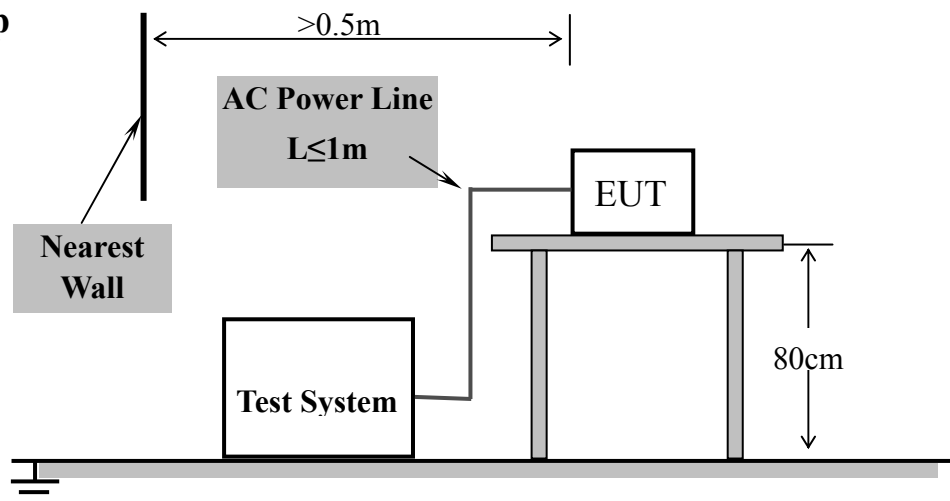 p
>0.5m
AC Power Line
L≤1m
EUT
Nearest
Wall
80cm
Test System